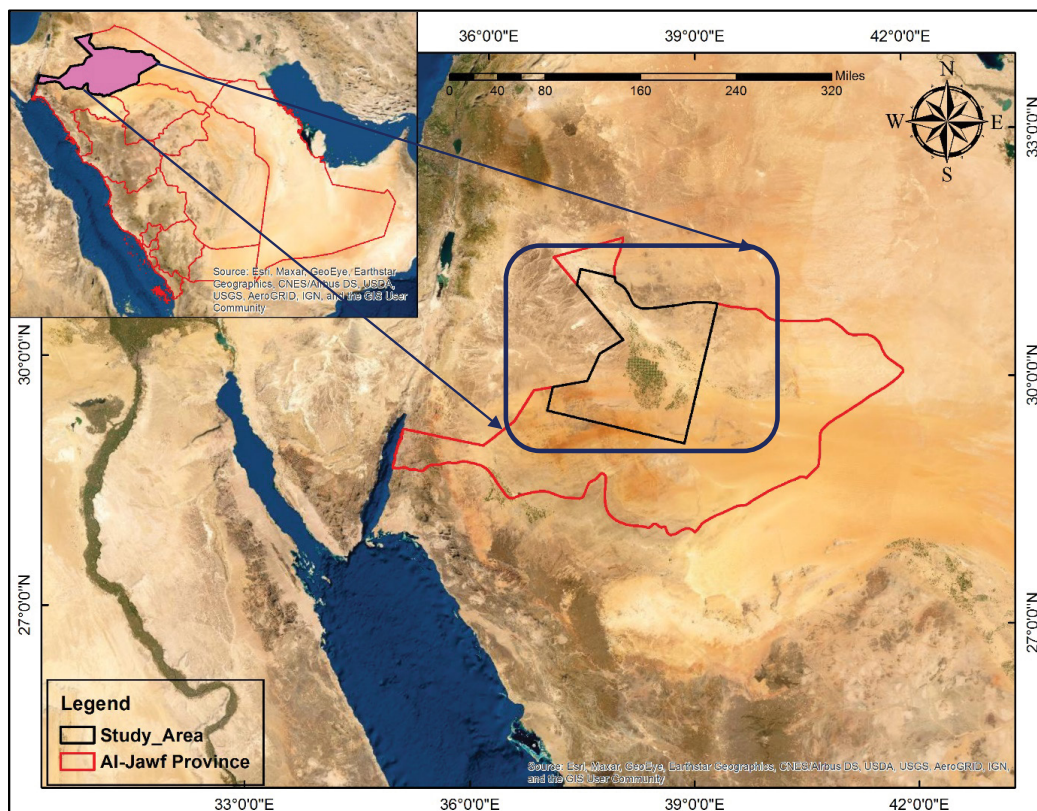 36°0'0"E 39°0'0"E 42°0'0"E
Miles
0 40 80 160 240 320
N
W E
S
33°0'0"N
33°0'0"N
Source: Esri, Maxar, GeoEye, Earthstar
Geographics, CNES/Airbus DS, USDA,
USGS, AeroGRID, IGN, and the GIS User
Community
30°0'0"N
30°0'0"N
27°0'0"N
27°0'0"N
Legend
Study_Area
Al-Jawf Province
Source: Esri, Maxar, GeoEye, Earthstar Geographics, CNES/Airbus DS, USDA, USGS, AeroGRID, IGN,
and the GIS User Community
33°0'0"E 36°0'0"E 39°0'0"E 42°0'0"E